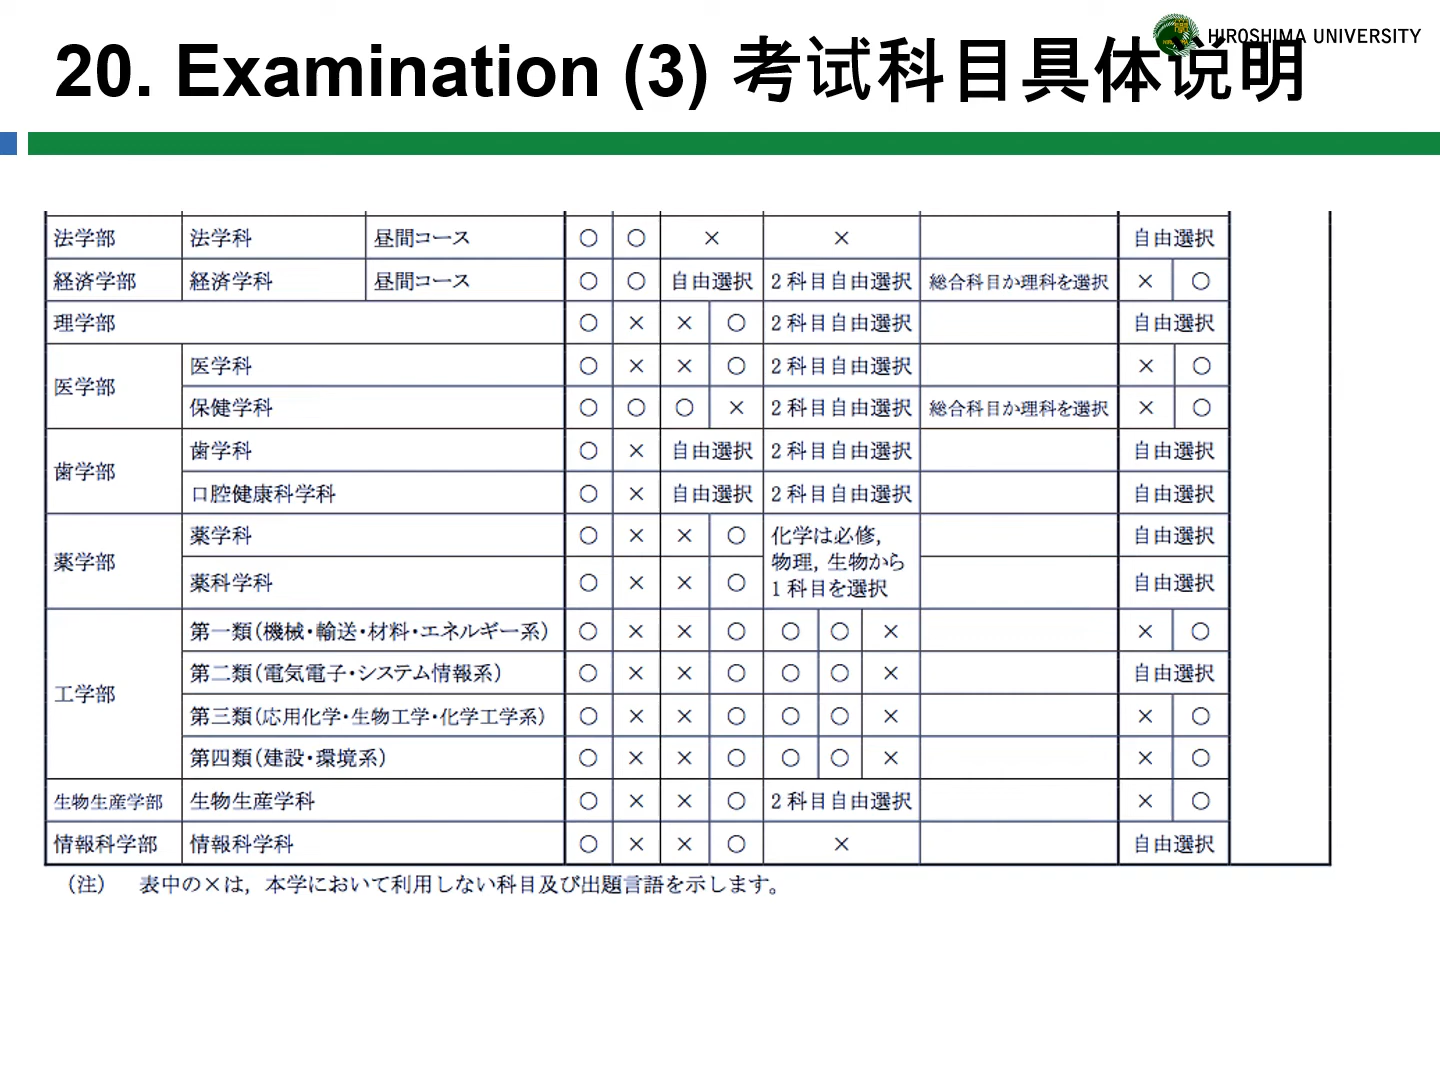 HIROSHIMA UNIVERSITY
20. Examination (3) 考试科目具体说明
法学部 法学科 昼間コース ○ ○ × × 自由選択
経済学部 経済学科 昼間コース ○ ○ 自由選択 2科目自由選択 総合科目か理科を選択 × ○
理学部 ○ × × ○ 2科目自由選択 自由選択
医学部 医学科 ○ × × ○ 2科目自由選択 × ○
保健学科 ○ ○ ○ × 2科目自由選択 総合科目か理科を選択 × ○
歯学部 歯学科 ○ × 自由選択 2科目自由選択 自由選択
口腔健康科学科 ○ × 自由選択 2科目自由選択 自由選択
薬学部 薬学科 ○ × × ○ 化学は必修, 自由選択
物理, 生物から
薬科学科 ○ × × ○ 1科目を選択 自由選択
工学部 第一類(機械・輸送・材料・エネルギー系) ○ × × ○ ○ ○ × × ○
第二類(電気電子・システム情報系) ○ × × ○ ○ ○ × 自由選択
第三類(応用化学・生物工学・化学工学系) ○ × × ○ ○ ○ × × ○
第四類(建設・環境系) ○ × × ○ ○ ○ × × ○
生物生産学部 生物生産学科 ○ × × ○ 2科目自由選択 × ○
情報科学部 情報科学科 ○ × × ○ × 自由選択
（注） 表中の×は, 本学において利用しない科目及び出題言語を示します。